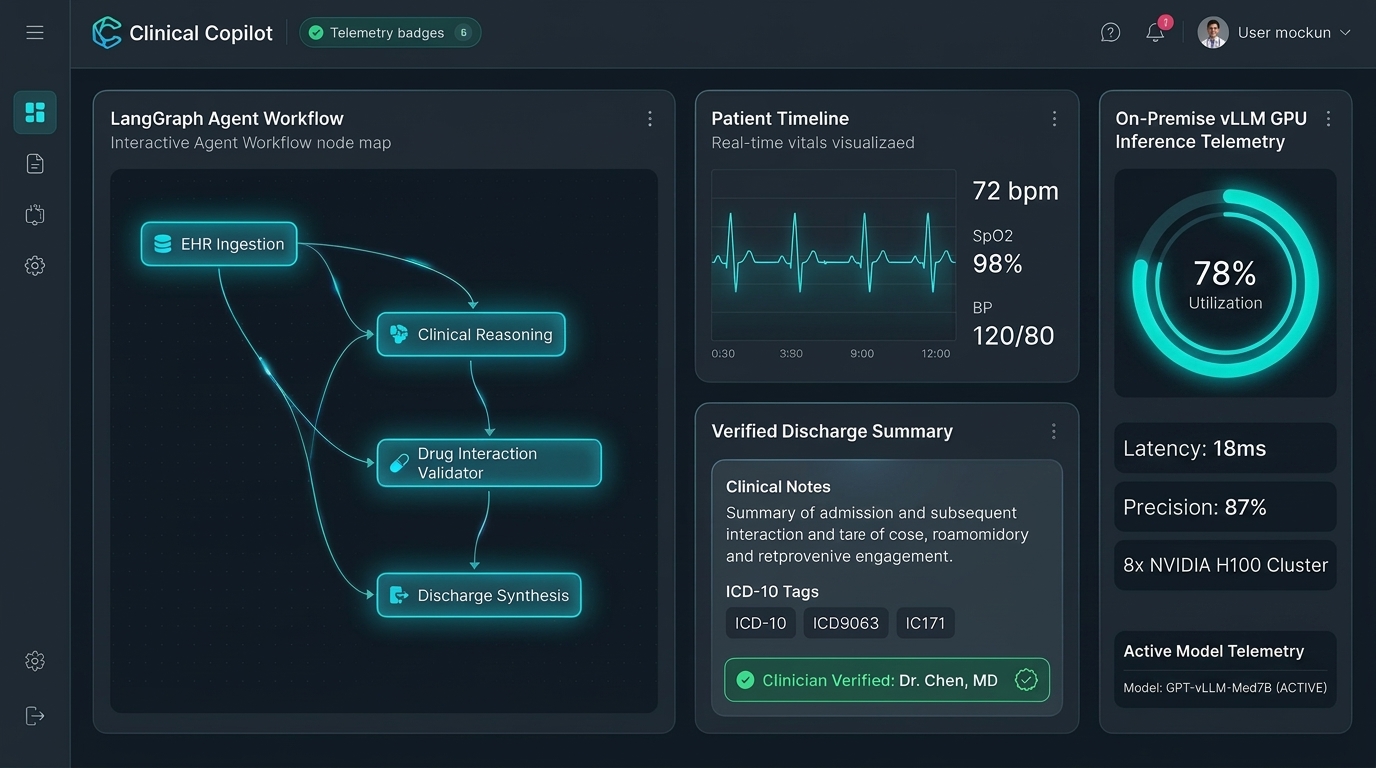 Clinical Copilot
Telemetry badges 6
?
User mockun
LangGraph Agent Workflow
Interactive Agent Workflow node map
EHR Ingestion
Clinical Reasoning
Drug Interaction
Validator
Discharge Synthesis
Patient Timeline
Real-time vitals visualizaed
72 bpm
SpO2
98%
BP
120/80
0:30 3:30 9:00 12:00
Verified Discharge Summary
Clinical Notes
Summary of admission and subsequent
interaction and tare of cose, roamomidory
and retprovenive engagement.
ICD-10 Tags
ICD-10 ICD9063 IC171
Clinician Verified: Dr. Chen, MD
On-Premise vLLM GPU
Inference Telemetry
78%
Utilization
Latency: 18ms
Precision: 87%
8x NVIDIA H100 Cluster
Active Model Telemetry
Model: GPT-vLLM-Med7B (ACTIVE)